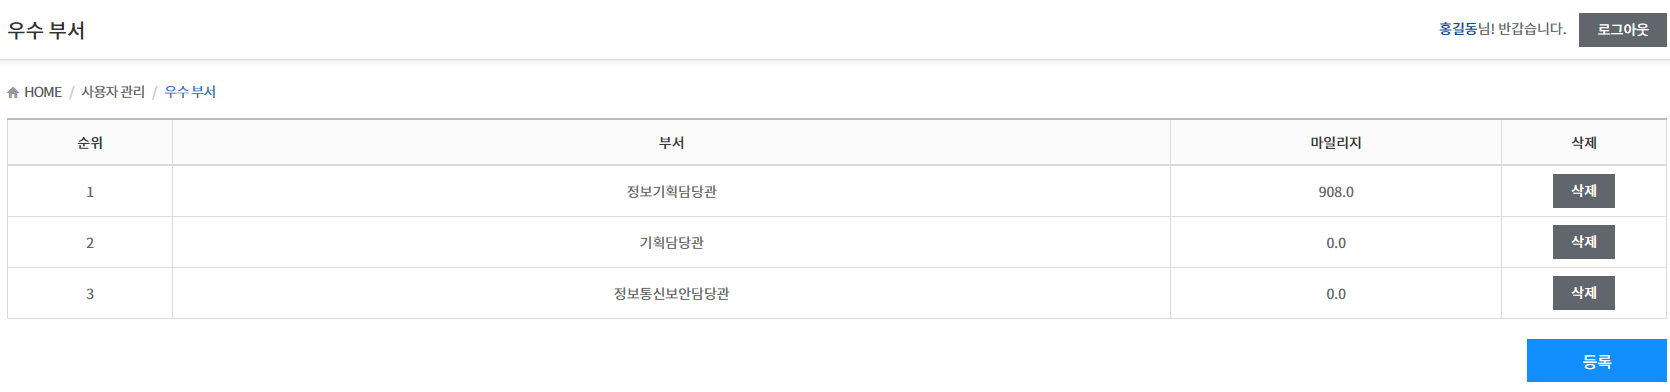 우수 부서
홍길동님! 반갑습니다. 로그아웃
HOME / 사용자 관리 / 우수 부서
순위 부서 마일리지 삭제
1 정보기획담당관 908.0 삭제
2 기획담당관 0.0 삭제
3 정보통신보안담당관 0.0 삭제
등록